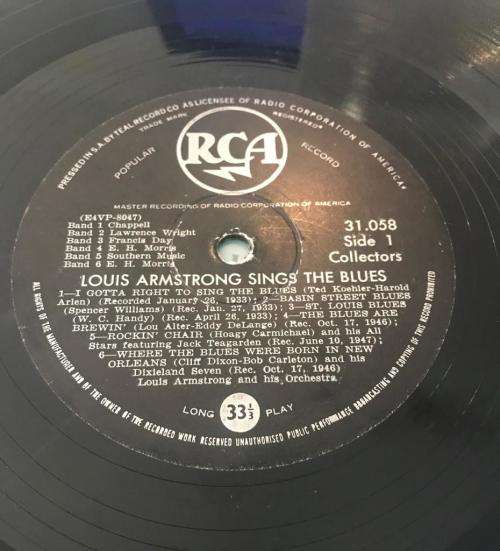 PRESSED IN S.A. BY TEAL RECORD CO AS LICENSEE OF RADIO CORPORATION OF AMERICA
TRADE MARK
REGISTERED
POPULAR
RCA
RECORD
MASTER RECORDING OF RADIO CORPORATION OF AMERICA
(E4VP-8047)
Band 1 Chappell
Band 2 Lawrence Wright
Band 3 Francis Day
Band 4 E. H. Morris
Band 5 Southern Music
Band 6 E. H. Morris
31.058
Side 1
Collectors
LOUIS ARMSTRONG SINGS THE BLUES
1—I GOTTA RIGHT TO SING THE BLUES (Ted Koehler-Harold
Arlen) (Recorded January 26, 1933); 2—BASIN STREET BLUES
(Spencer Williams) (Rec. Jan. 27, 1933); 3—ST. LOUIS BLUES
(W. C. Handy) (Rec. April 26, 1933); 4—THE BLUES ARE
BREWIN' (Lou Alter-Eddy DeLange) (Rec. Oct. 17, 1946);
5—ROCKIN' CHAIR (Hoagy Carmichael) and his All
Stars featuring Jack Teagarden (Rec. June 10, 1947);
6—WHERE THE BLUES WERE BORN IN NEW
ORLEANS (Cliff Dixon-Bob Carleton) and his
Dixieland Seven (Rec. Oct. 17, 1946)
Louis Armstrong and his Orchestra
LONG 33⅓ PLAY
ALL RIGHTS OF THE MANUFACTURER AND OF THE OWNER OF THE RECORDED WORK RESERVED UNAUTHORISED PUBLIC PERFORMANCE BROADCASTING AND COPYING OF THIS RECORD PROHIBITED